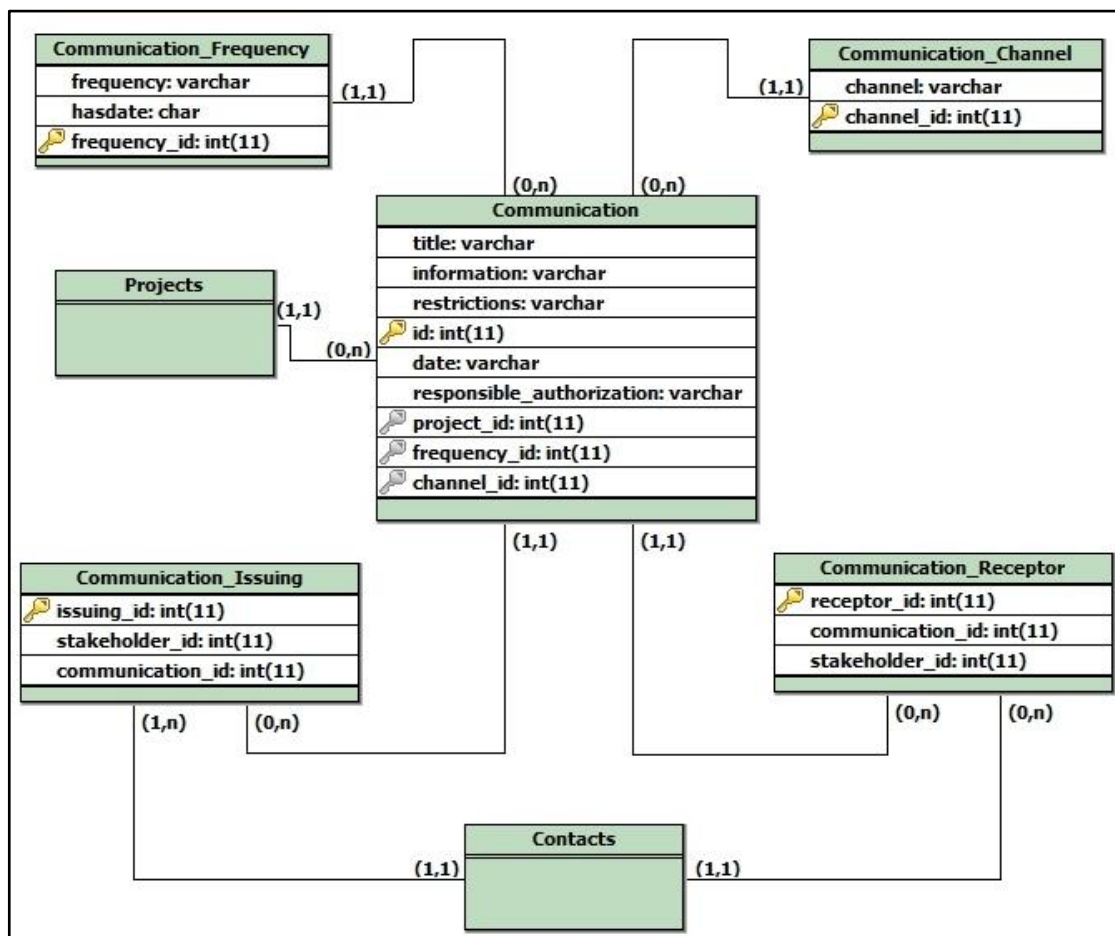 Communication_Frequency
frequency: varchar
hasdate: char
frequency_id: int(11)
(1,1)
(0,n)
Communication_Channel
channel: varchar
channel_id: int(11)
(1,1)
(0,n)
Communication
title: varchar
information: varchar
restrictions: varchar
id: int(11)
date: varchar
responsible_authorization: varchar
project_id: int(11)
frequency_id: int(11)
channel_id: int(11)
Projects
(1,1)
(0,n)
(1,1)
(1,1)
Communication_Issuing
issuing_id: int(11)
stakeholder_id: int(11)
communication_id: int(11)
(1,n)
(0,n)
Communication_Receptor
receptor_id: int(11)
communication_id: int(11)
stakeholder_id: int(11)
(0,n)
(0,n)
Contacts
(1,1)
(1,1)